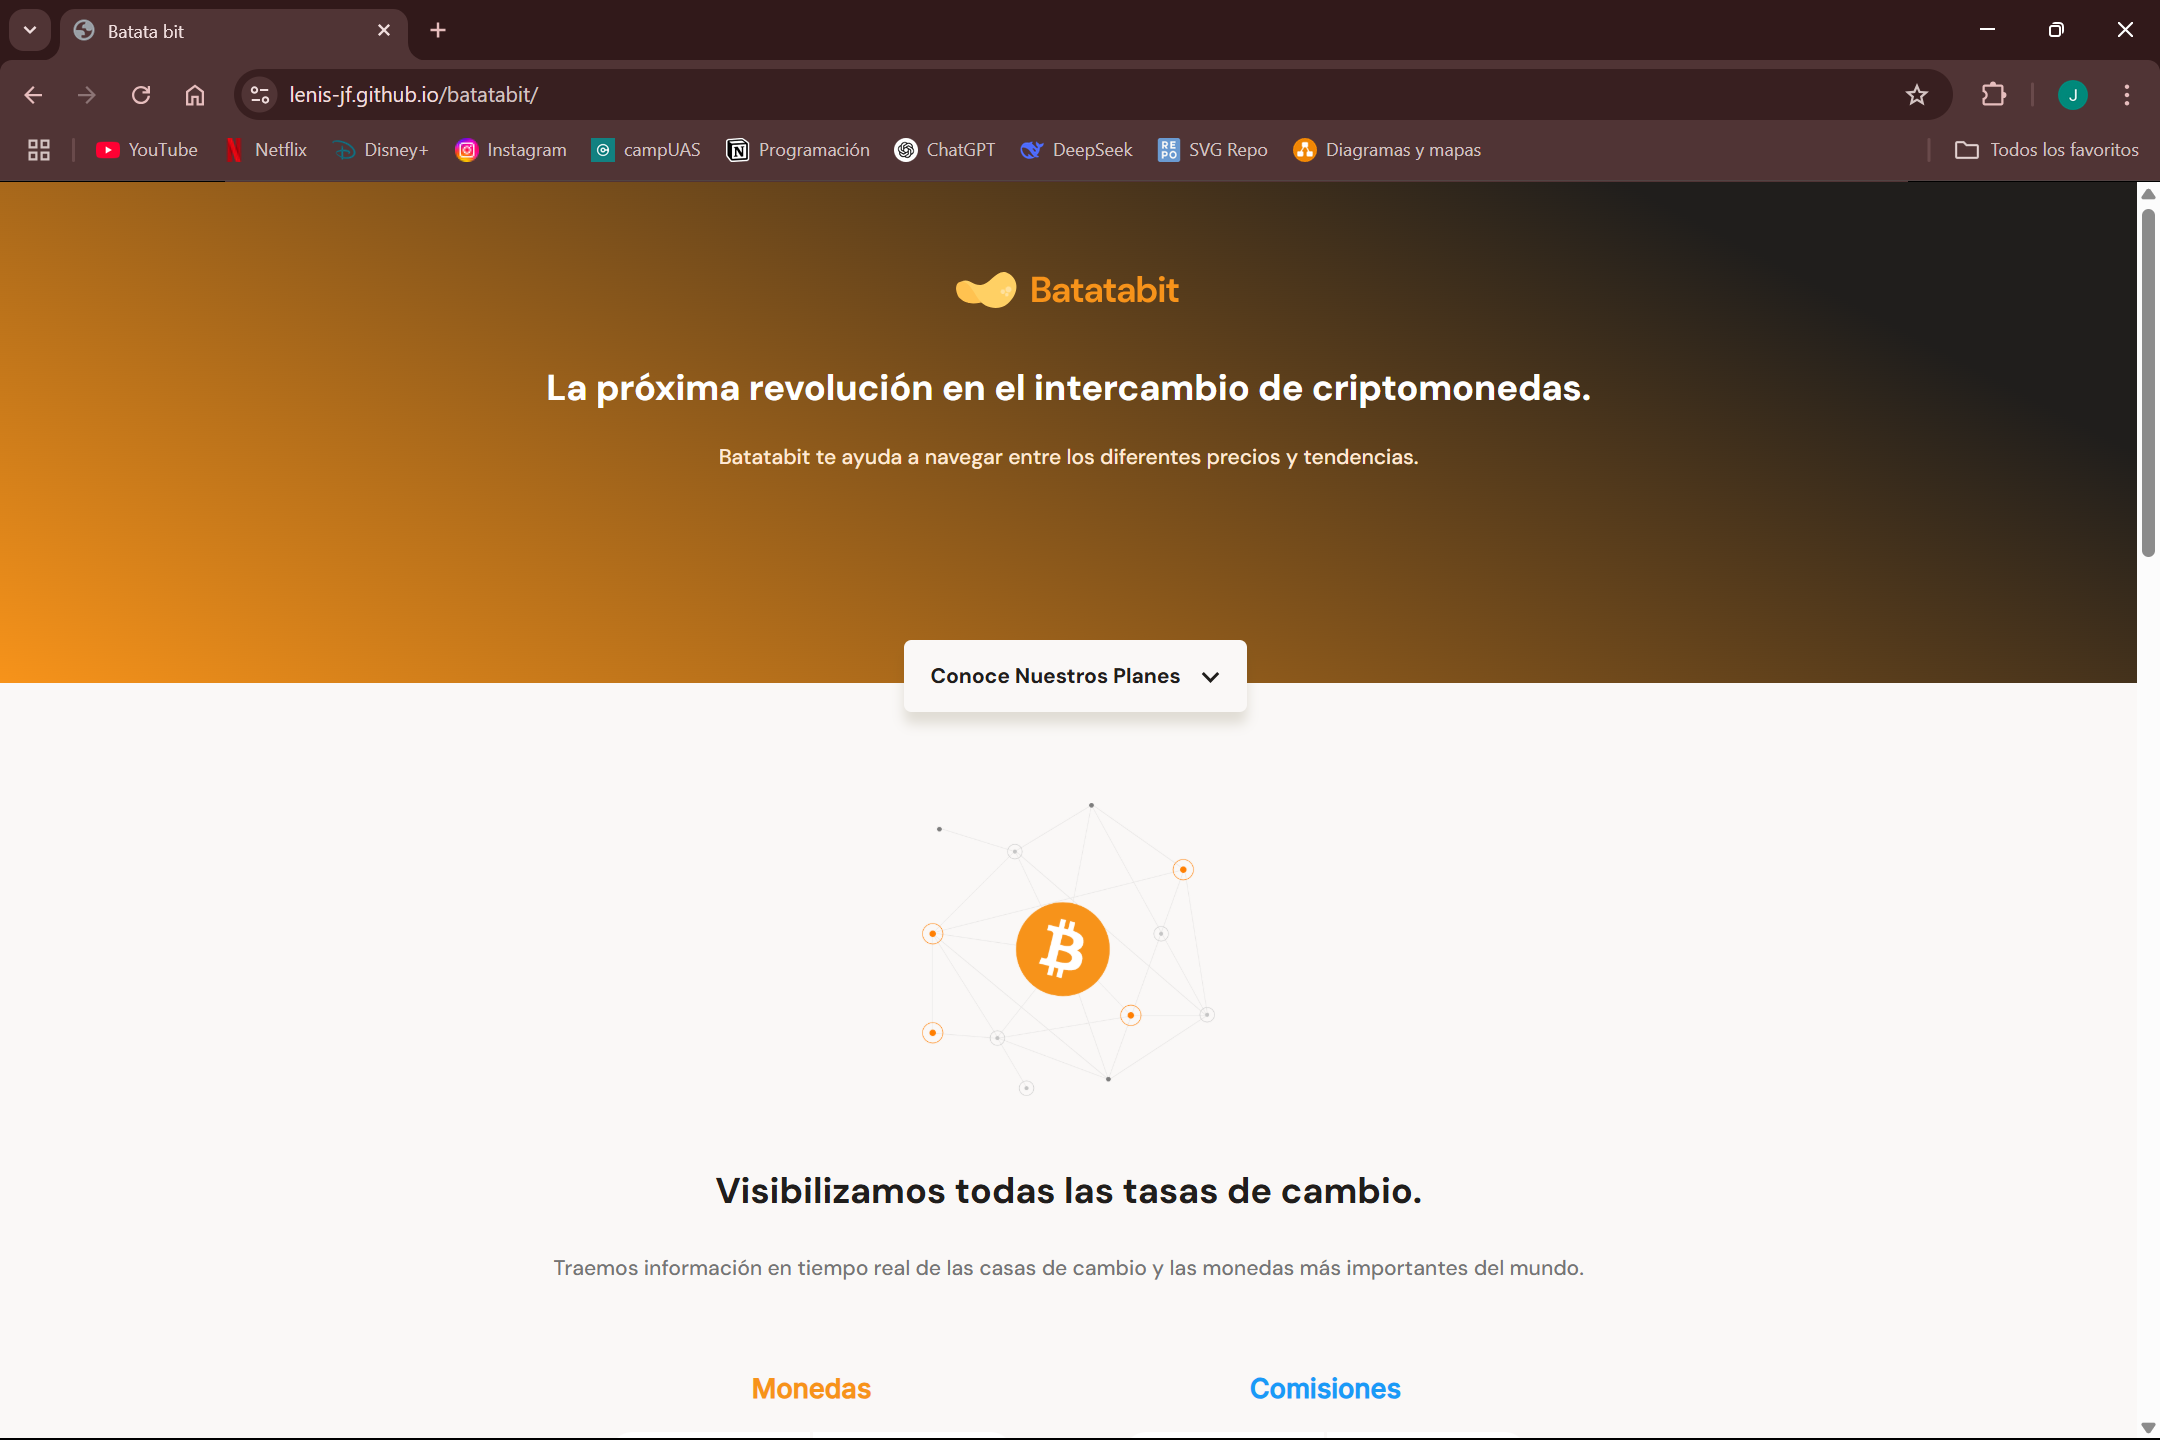 Batata bit
lenis-jf.github.io/batatabit/
J
YouTube Netflix Disney+ Instagram campUAS Programación ChatGPT DeepSeek SVG Repo Diagramas y mapas Todos los favoritos
Batatabit
La próxima revolución en el intercambio de criptomonedas.
Batatabit te ayuda a navegar entre los diferentes precios y tendencias.
Conoce Nuestros Planes
Visibilizamos todas las tasas de cambio.
Traemos información en tiempo real de las casas de cambio y las monedas más importantes del mundo.
Monedas Comisiones